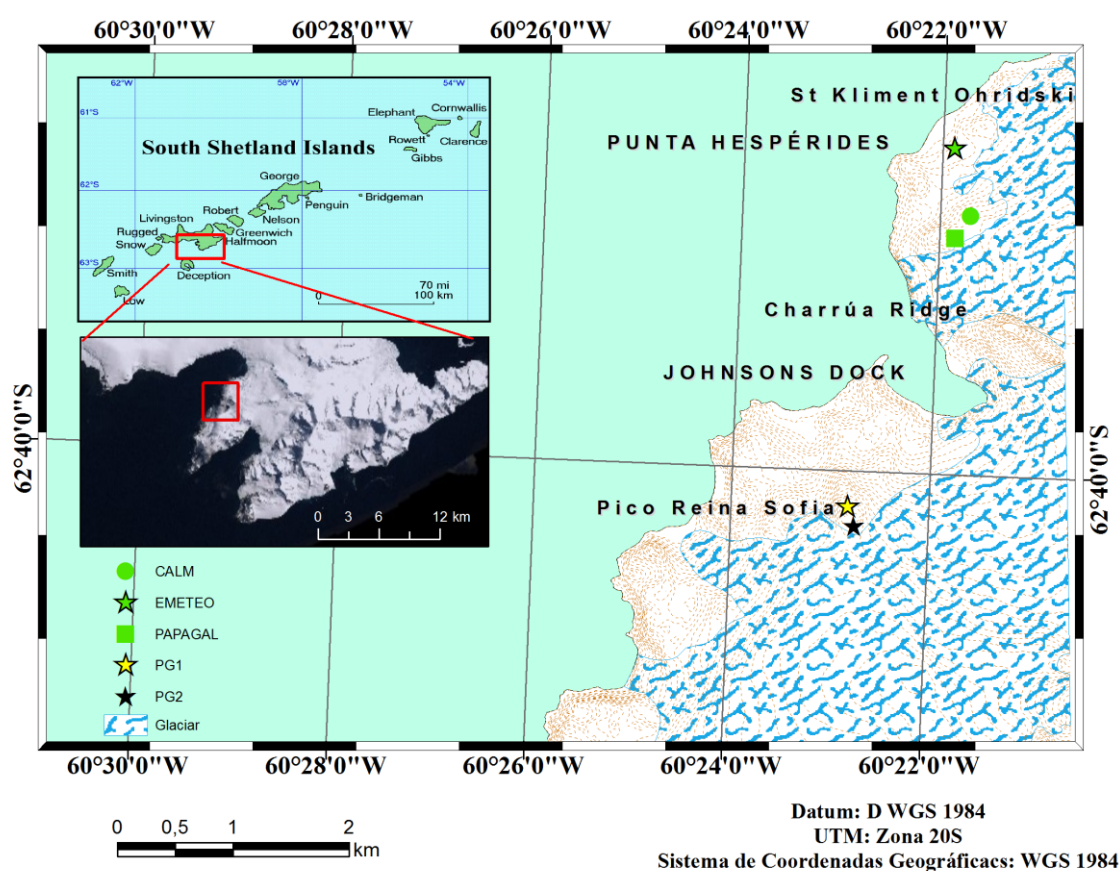 60°30'0"W 60°28'0"W 60°26'0"W 60°24'0"W 60°22'0"W
62°W 58°W 54°W
61°S
62°S
63°S
South Shetland Islands
Elephant
Cornwallis
Rowett
Clarence
Gibbs
George
Bridgeman
Penguin
Nelson
Robert
Livingston
Greenwich
Rugged
Halfmoon
Snow
Smith
Deception
Low
70 mi
0 100 km
0 3 6 12 km
St Kliment Ohridski
PUNTA HESPÉRIDES
Charrúa Ridge
JOHNSONS DOCK
Pico Reina Sofia
62°40'0"S
62°40'0"S
CALM
EMETEO
PAPAGAL
PG1
PG2
Glaciar
60°30'0"W 60°28'0"W 60°26'0"W 60°24'0"W 60°22'0"W
0 0,5 1 2
km
Datum: D WGS 1984
UTM: Zona 20S
Sistema de Coordenadas Geográficacs: WGS 1984